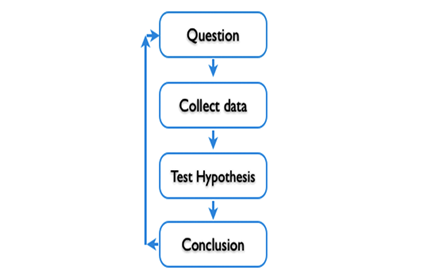 Question
Collect data
Test Hypothesis
Conclusion